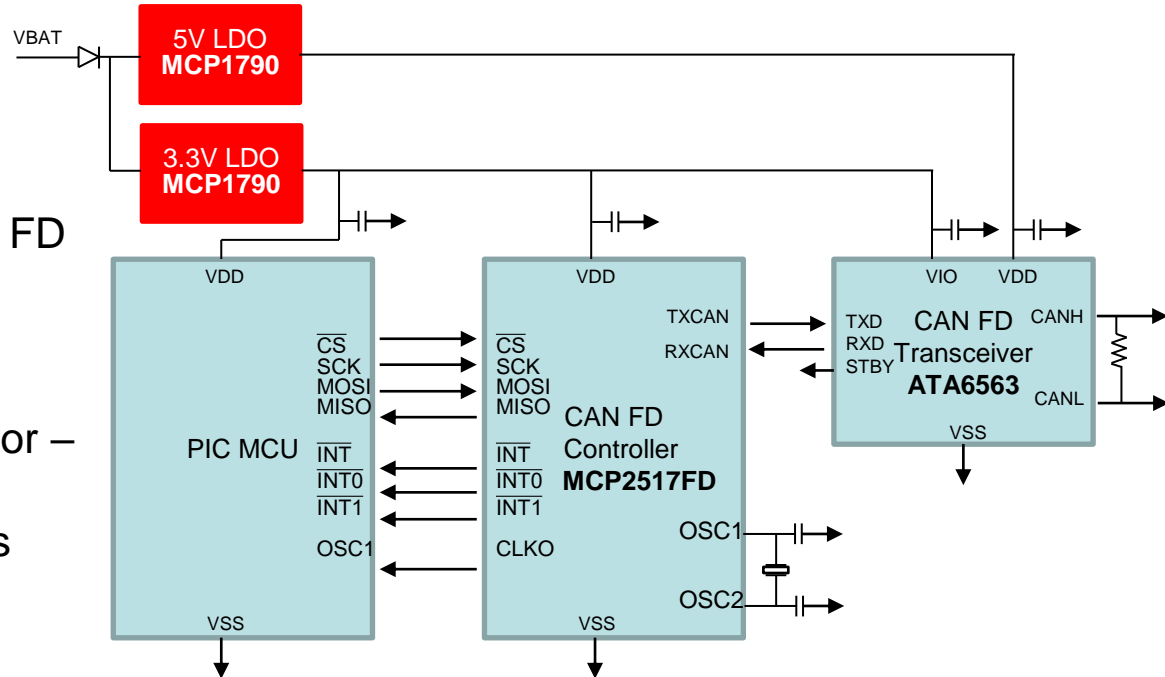 VBAT
5V LDO
MCP1790
3.3V LDO
MCP1790
FD
or –
s
VDD
CS
SCK
MOSI
MISO
PIC MCU
INT
INT0
INT1
OSC1
VSS
VDD
CS
SCK
MOSI
MISO
INT
INT0
INT1
CLKO
TXCAN
RXCAN
CAN FD
Controller
MCP2517FD
OSC1
OSC2
VSS
VIO
VDD
TXD
RXD
STBY
CAN FD
Transceiver
ATA6563
CANH
CANL
VSS